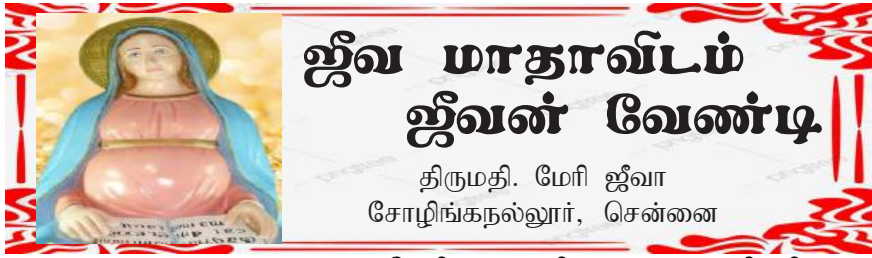 ஜீவ மாதாவிடம்
ஜீவன் வேண்டி
திருமதி. மேரி ஜீவா
சோழிங்கநல்லூர், சென்னை